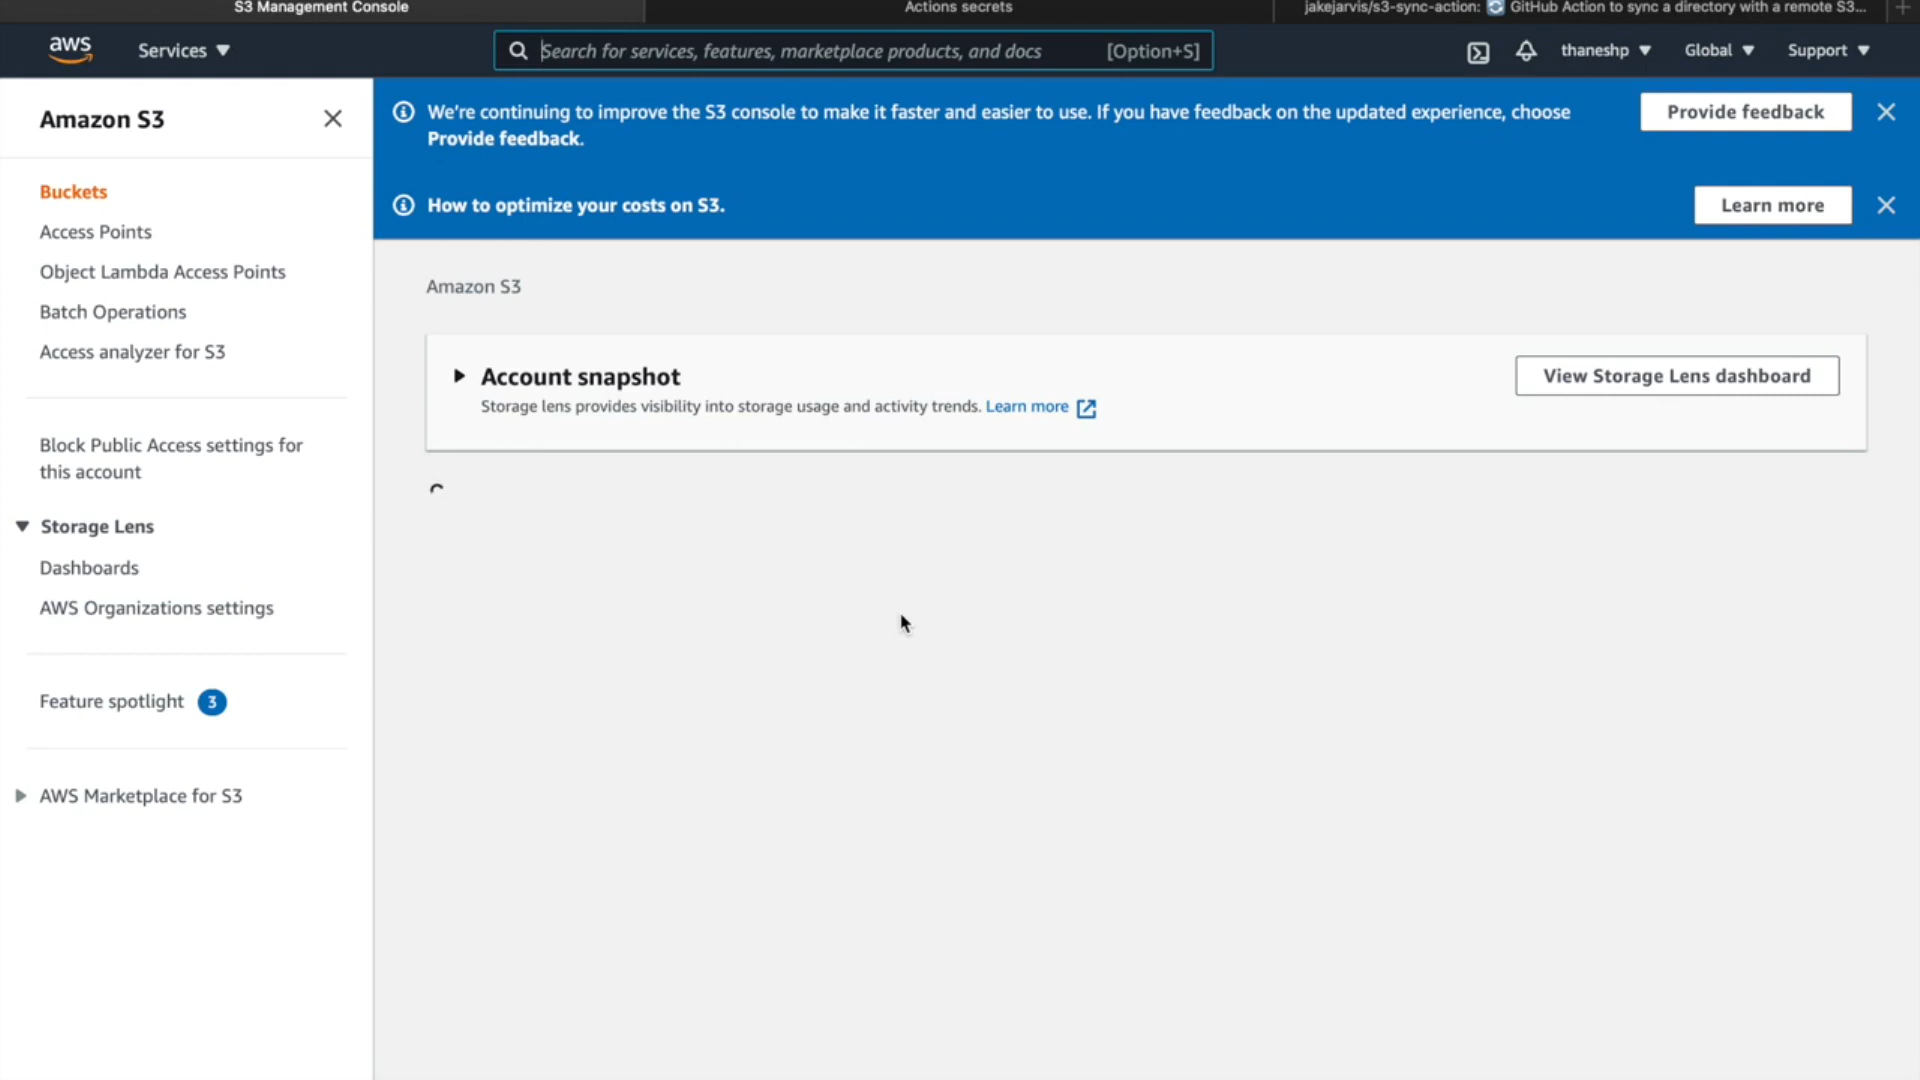 S3 Management Console
Actions secrets
jakejarvis/s3-sync-action: 🔄 GitHub Action to sync a directory with a remote S3...
aws
Services ▼
Search for services, features, marketplace products, and docs
[Option+S]
thaneshp ▼
Global ▼
Support ▼
Amazon S3
Buckets
Access Points
Object Lambda Access Points
Batch Operations
Access analyzer for S3
Block Public Access settings for
this account
Storage Lens
Dashboards
AWS Organizations settings
Feature spotlight 3
AWS Marketplace for S3
We're continuing to improve the S3 console to make it faster and easier to use. If you have feedback on the updated experience, choose
Provide feedback.
Provide feedback
How to optimize your costs on S3.
Learn more
Amazon S3
Account snapshot
Storage lens provides visibility into storage usage and activity trends. Learn more
View Storage Lens dashboard